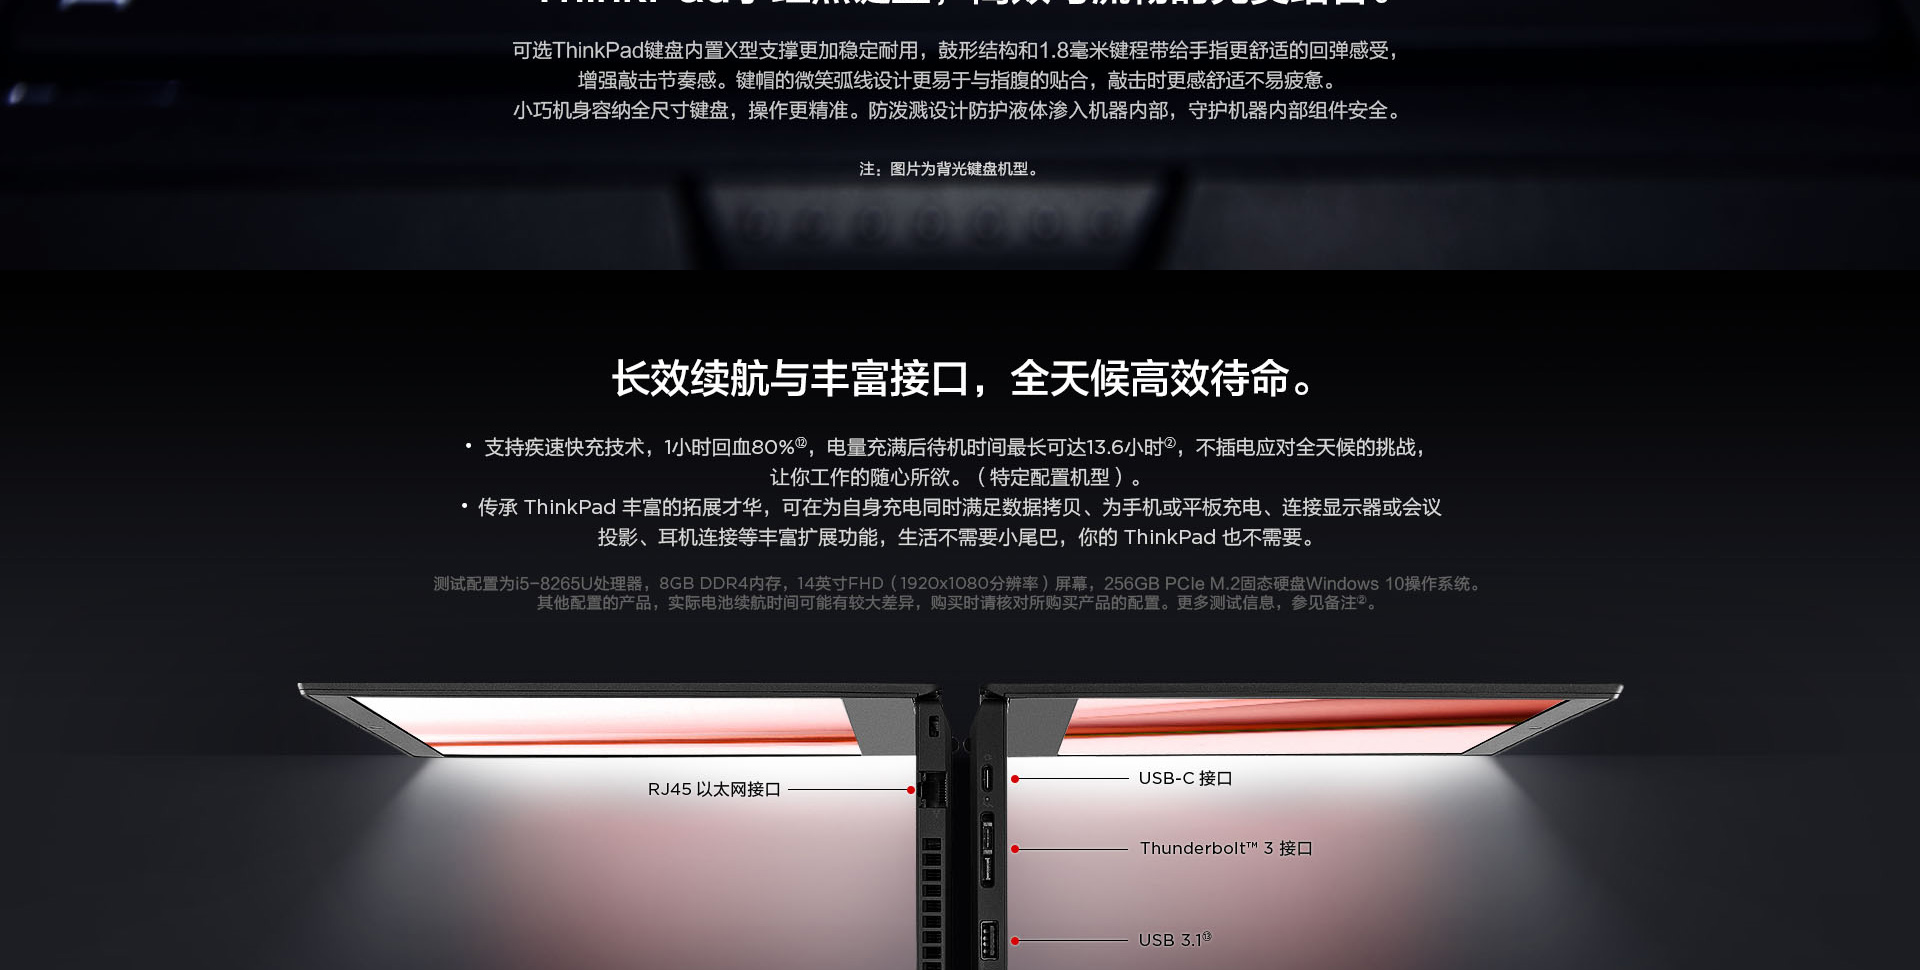 可选ThinkPad键盘内置X型支撑更加稳定耐用，鼓形结构和1.8毫米键程带给手指更舒适的回弹感受，
增强敲击节奏感。键帽的微笑弧线设计更易于与指腹的贴合，敲击时更感舒适不易疲惫。
小巧机身容纳全尺寸键盘，操作更精准。防泼溅设计防护液体渗入机器内部，守护机器内部组件安全。
注：图片为背光键盘机型。
长效续航与丰富接口，全天候高效待命。
• 支持疾速快充技术，1小时回血80%⑫，电量充满后待机时间最长可达13.6小时②，不插电应对全天候的挑战，
让你工作的随心所欲。（特定配置机型）。
• 传承 ThinkPad 丰富的拓展才华，可在为自身充电同时满足数据拷贝、为手机或平板充电、连接显示器或会议
投影、耳机连接等丰富扩展功能，生活不需要小尾巴，你的 ThinkPad 也不需要。
测试配置为i5-8265U处理器，8GB DDR4内存，14英寸FHD（1920x1080分辨率）屏幕，256GB PCIe M.2固态硬盘Windows 10操作系统。
其他配置的产品，实际电池续航时间可能有较大差异，购买时请核对所购买产品的配置。更多测试信息，参见备注②。
RJ45 以太网接口
USB-C 接口
Thunderbolt™ 3 接口
USB 3.1⑬